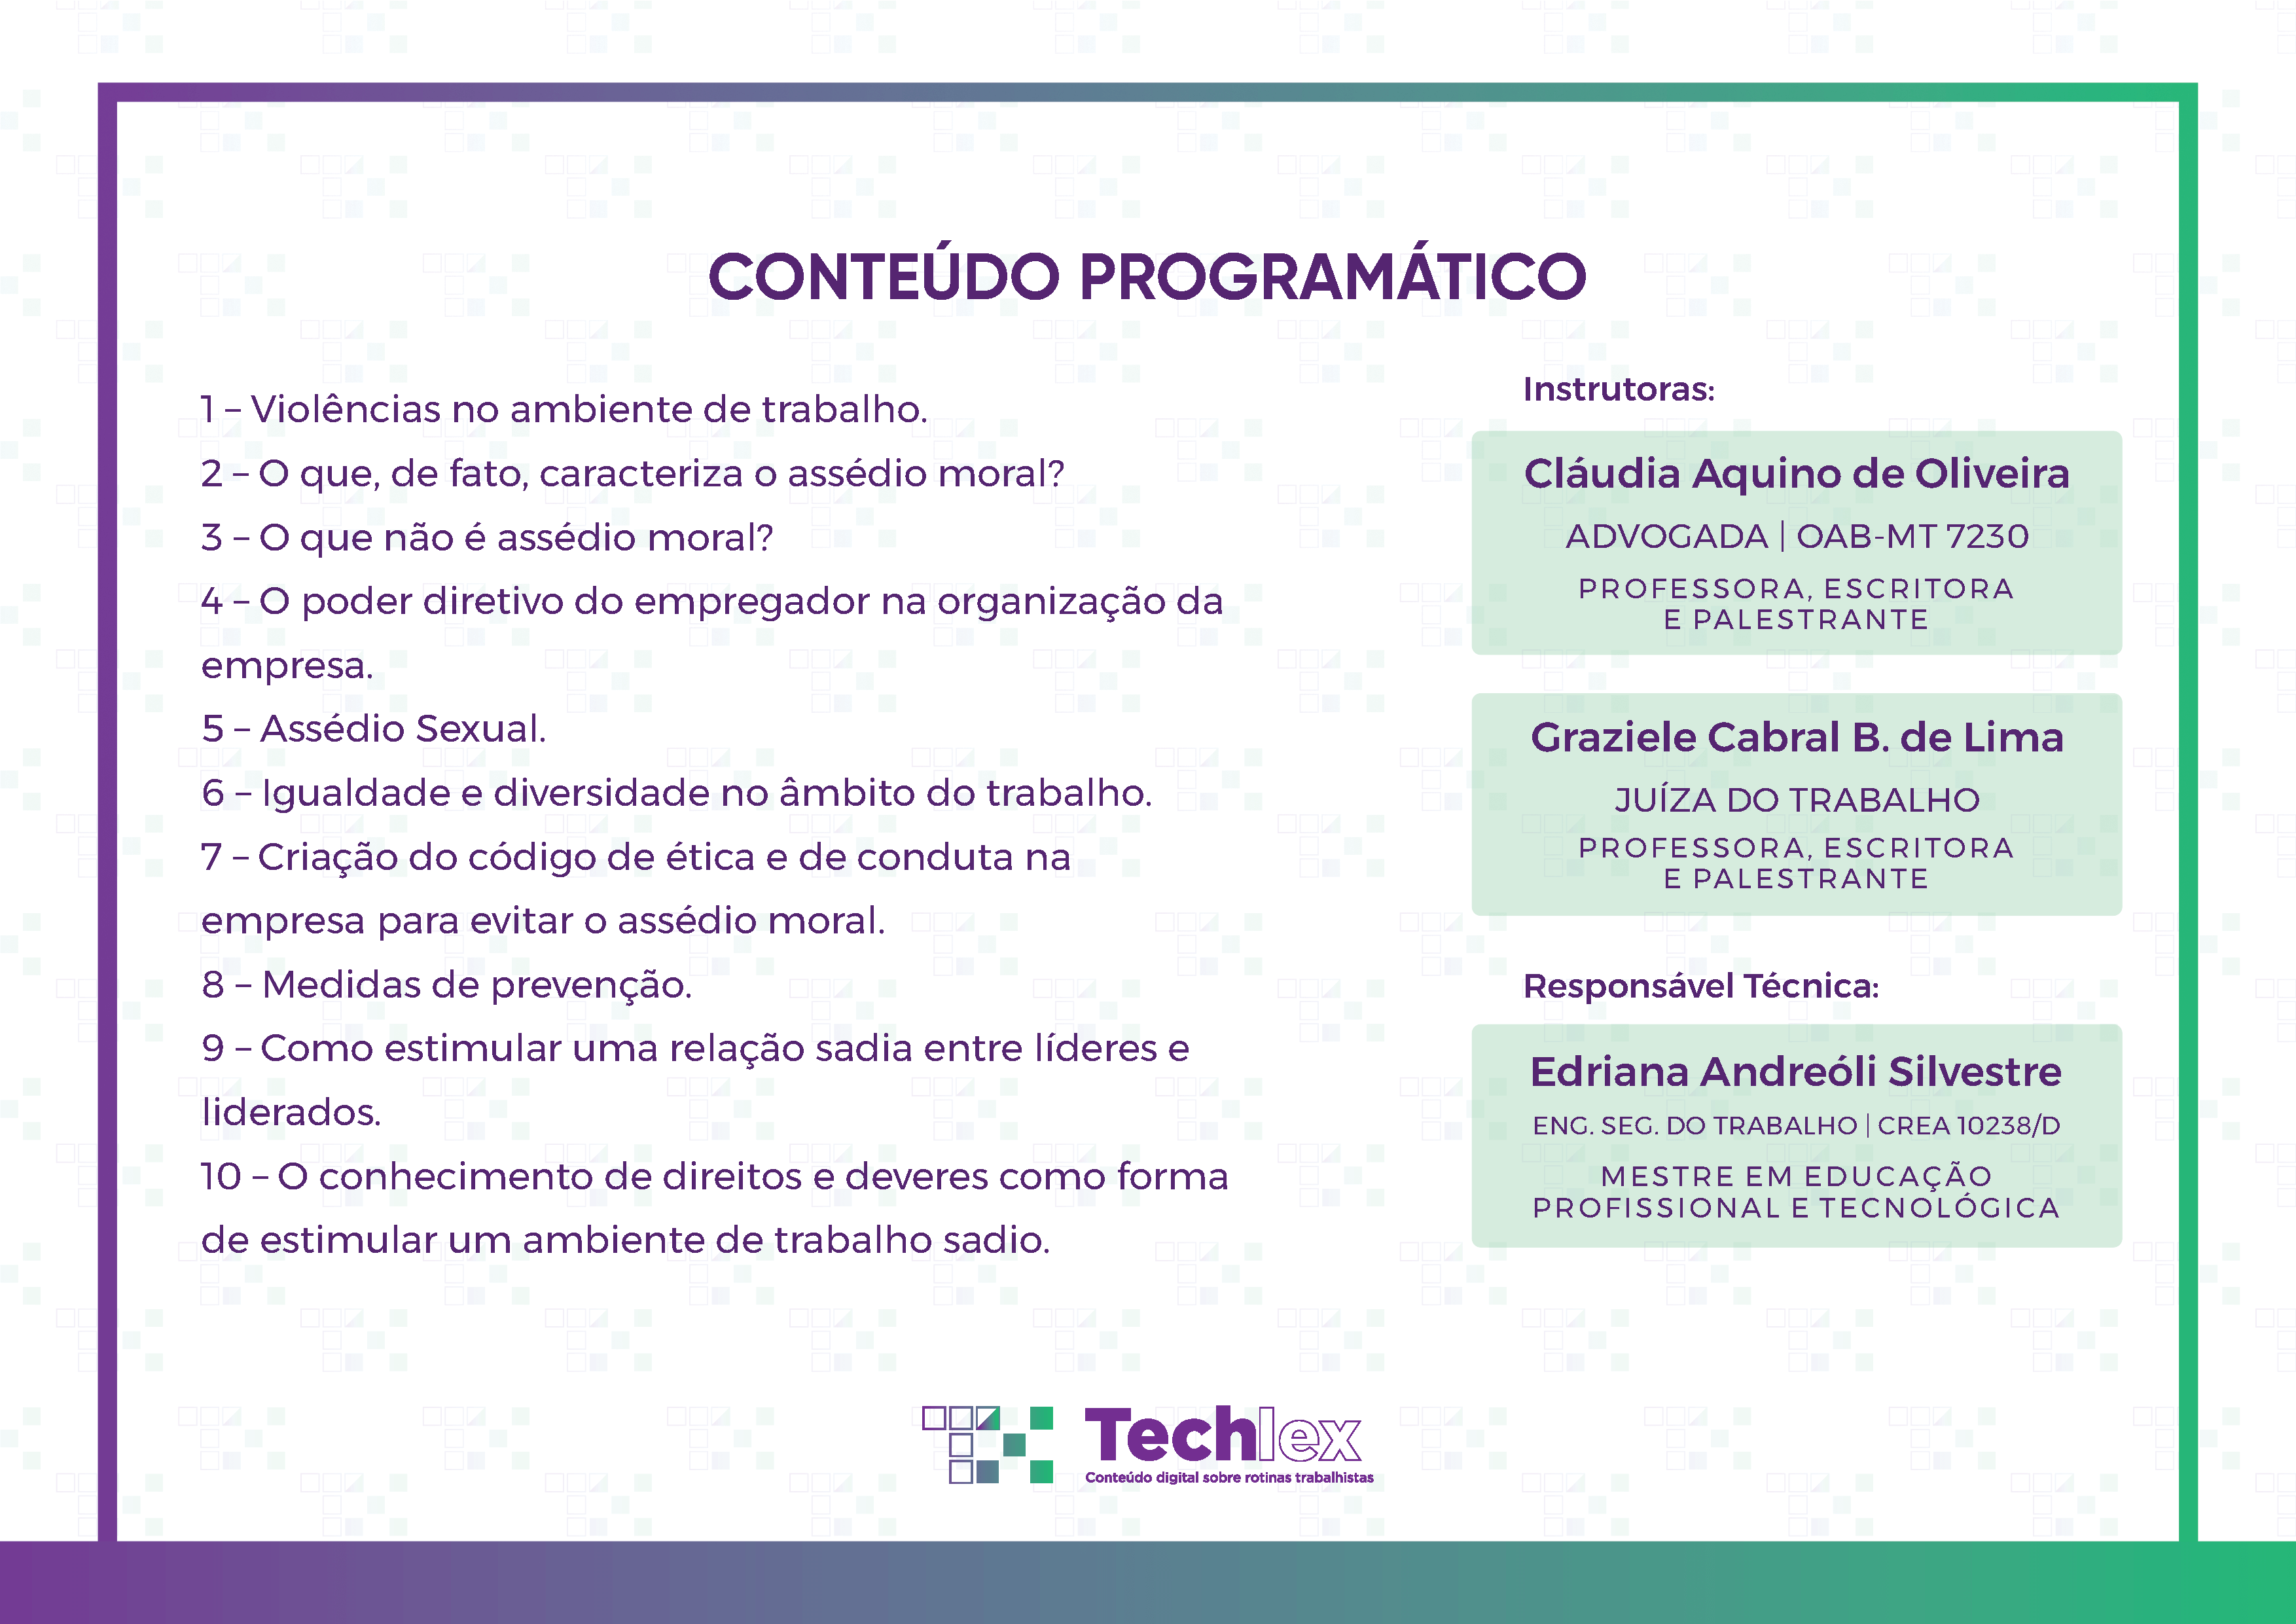 CONTEÚDO PROGRAMÁTICO
1 – Violências no ambiente de trabalho.
2 – O que, de fato, caracteriza o assédio moral?
3 – O que não é assédio moral?
4 – O poder diretivo do empregador na organização da
empresa.
5 – Assédio Sexual.
6 – Igualdade e diversidade no âmbito do trabalho.
7 – Criação do código de ética e de conduta na
empresa para evitar o assédio moral.
8 – Medidas de prevenção.
9 – Como estimular uma relação sadia entre líderes e
liderados.
10 – O conhecimento de direitos e deveres como forma
de estimular um ambiente de trabalho sadio.
Instrutoras:
Cláudia Aquino de Oliveira
ADVOGADA | OAB-MT 7230
PROFESSORA, ESCRITORA
E PALESTRANTE
Graziele Cabral B. de Lima
JUÍZA DO TRABALHO
PROFESSORA, ESCRITORA
E PALESTRANTE
Responsável Técnica:
Edriana Andreóli Silvestre
ENG. SEG. DO TRABALHO | CREA 10238/D
MESTRE EM EDUCAÇÃO
PROFISSIONAL E TECNOLÓGICA
Techlex
Conteúdo digital sobre rotinas trabalhistas